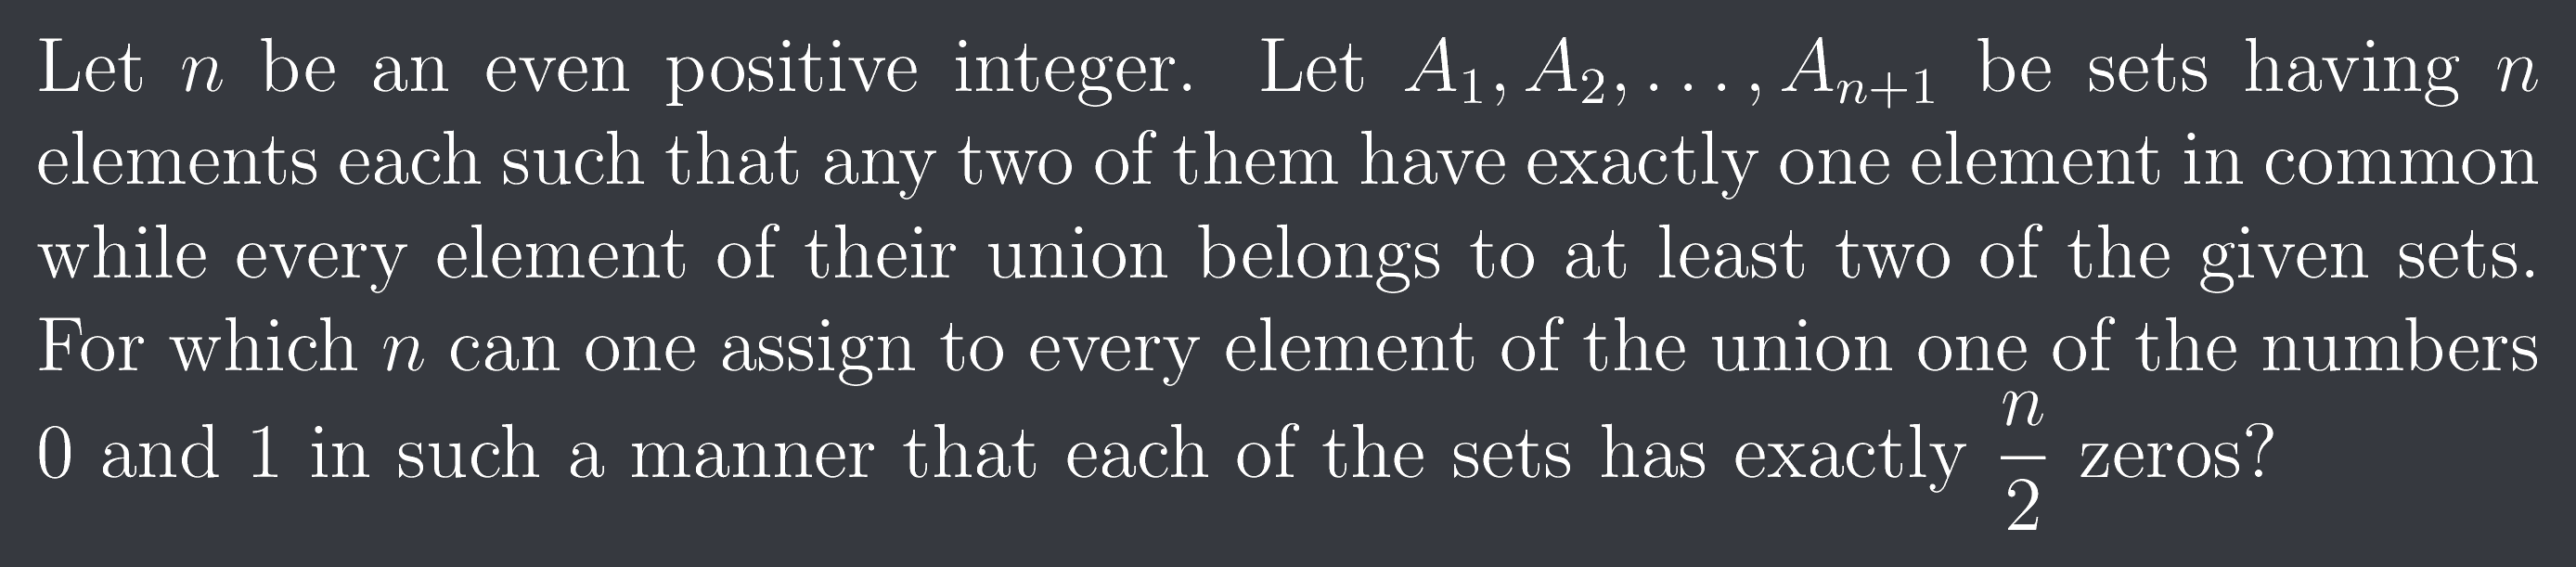 Let n be an even positive integer. Let A_1, A_2, . . . , A_{n+1} be sets having n
elements each such that any two of them have exactly one element in common
while every element of their union belongs to at least two of the given sets.
For which n can one assign to every element of the union one of the numbers
0 and 1 in such a manner that each of the sets has exactly \frac{n}{2} zeros?